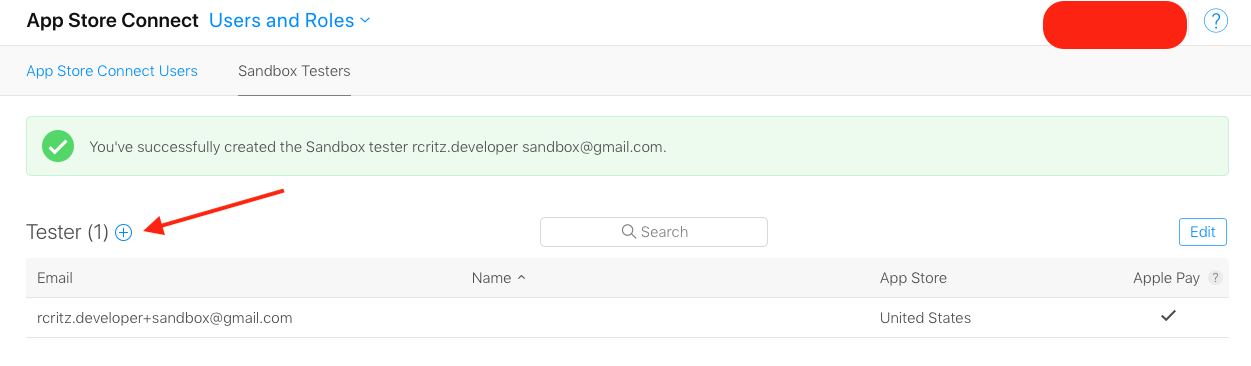 App Store Connect Users and Roles ?
App Store Connect Users Sandbox Testers
You've successfully created the Sandbox tester rcritz.developer sandbox@gmail.com.
Tester (1) Search Edit
Email Name App Store Apple Pay ?
rcritz.developer+sandbox@gmail.com United States